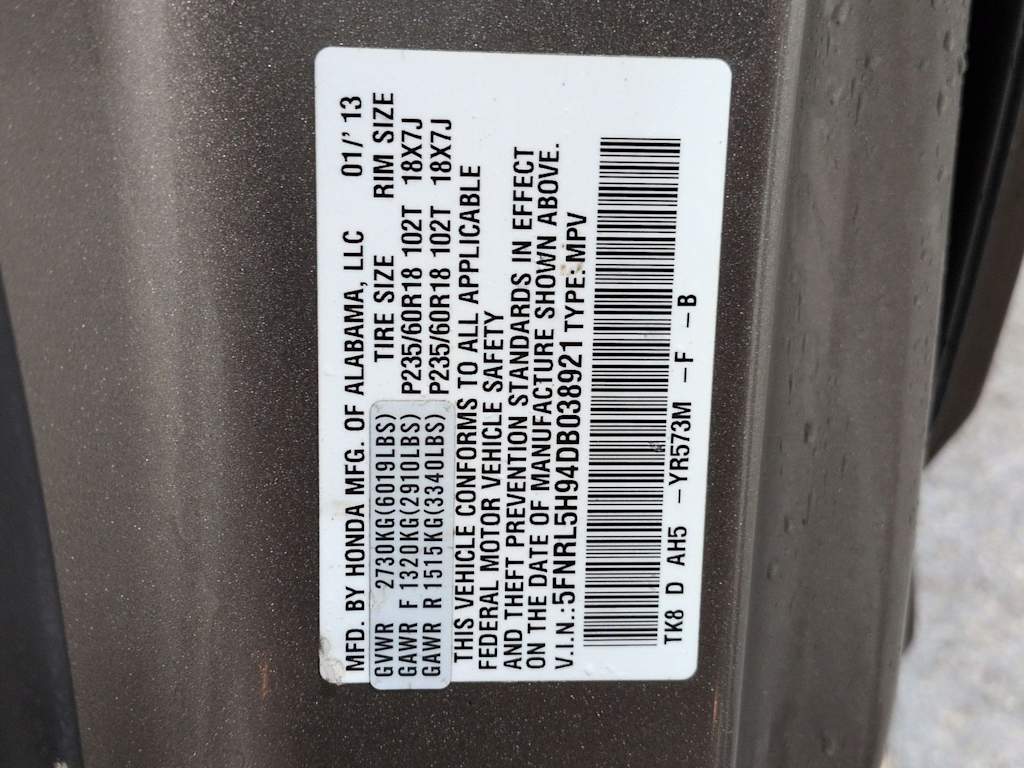 MFD. BY HONDA MFG. OF ALABAMA, LLC 01/' 13
TIRE SIZE RIM SIZE
GVWR 2730KG(6019LBS)
GAWR F 1320KG(2910LBS) P235/60R18 102T 18X7J
GAWR R 1515KG(3340LBS) P235/60R18 102T 18X7J
THIS VEHICLE CONFORMS TO ALL APPLICABLE
FEDERAL MOTOR VEHICLE SAFETY
AND THEFT PREVENTION STANDARDS IN EFFECT
ON THE DATE OF MANUFACTURE SHOWN ABOVE.
V.I.N.:5FNRL5H94DB038921 TYPE:MPV
TK8 D AH5 -YR573M -F -B